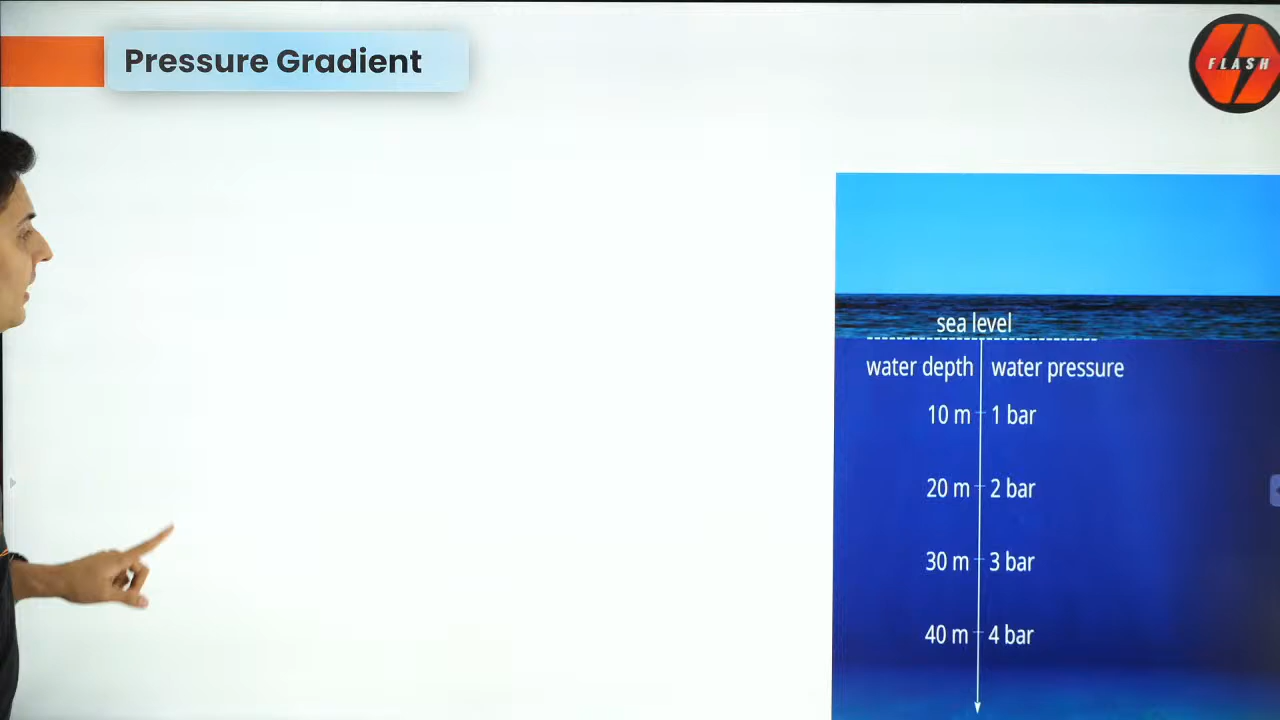 Pressure Gradient
FLASH
sea level
water depth water pressure
10 m 1 bar
20 m 2 bar
30 m 3 bar
40 m 4 bar